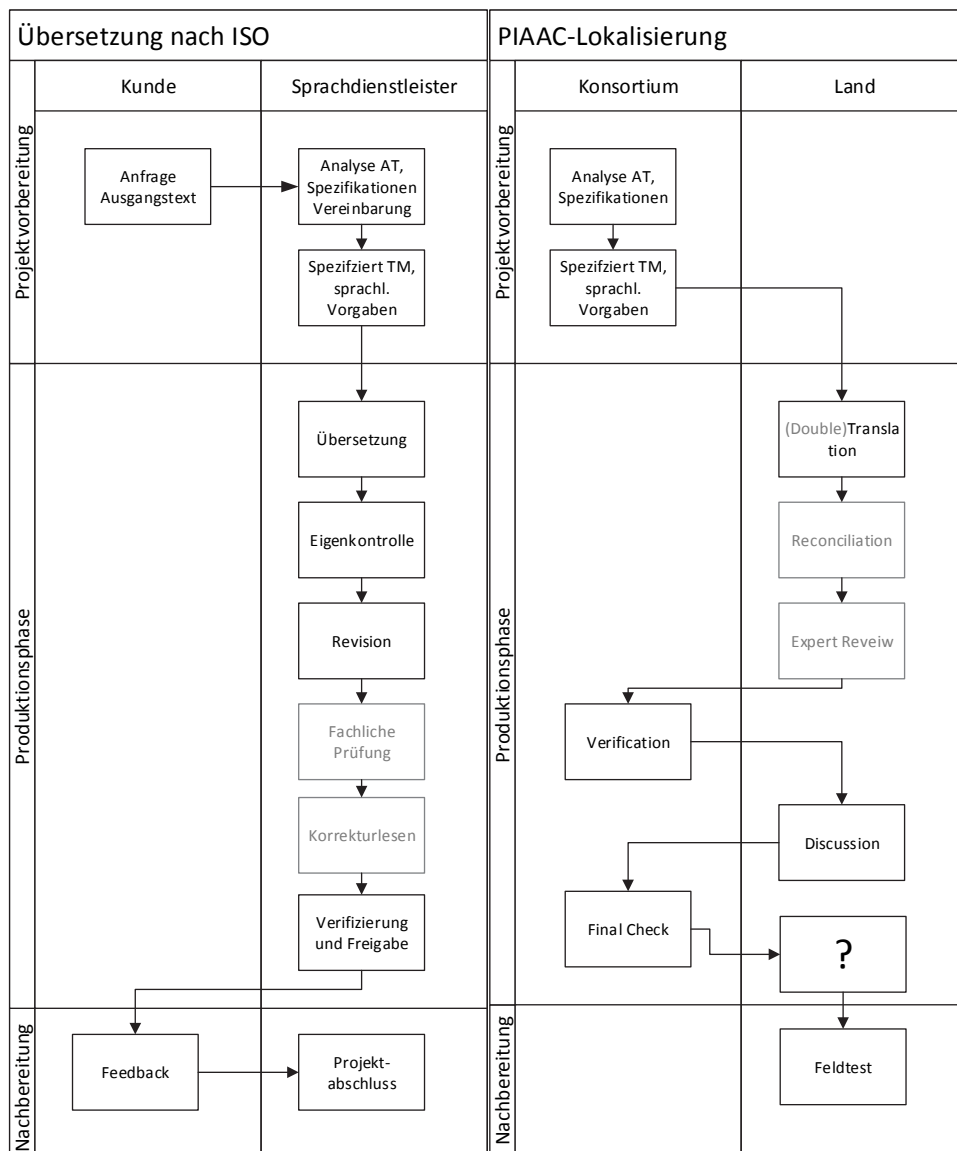 Übersetzung nach ISO
Kunde
Sprachdienstleister
Projektvorbereitung
Anfrage
Ausgangstext
Analyse AT,
Spezifikationen
Vereinbarung
Spezifziert TM,
sprachl.
Vorgaben
Produktionsphase
Übersetzung
Eigenkontrolle
Revision
Fachliche
Prüfung
Korrekturlesen
Verifizierung
und Freigabe
Nachbereitung
Feedback
Projekt-
abschluss
PIAAC-Lokalisierung
Konsortium
Land
Projektvorbereitung
Analyse AT,
Spezifikationen
Spezifziert TM,
sprachl.
Vorgaben
Produktionsphase
(Double)Transla
tion
Reconciliation
Expert Reveiw
Verification
Discussion
Final Check
?
Nachbereitung
Feldtest